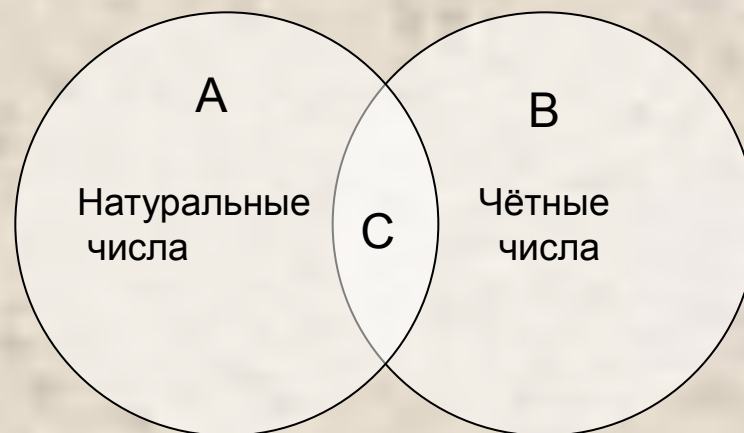 А
В
Натуральные
числа
С
Чётные
числа